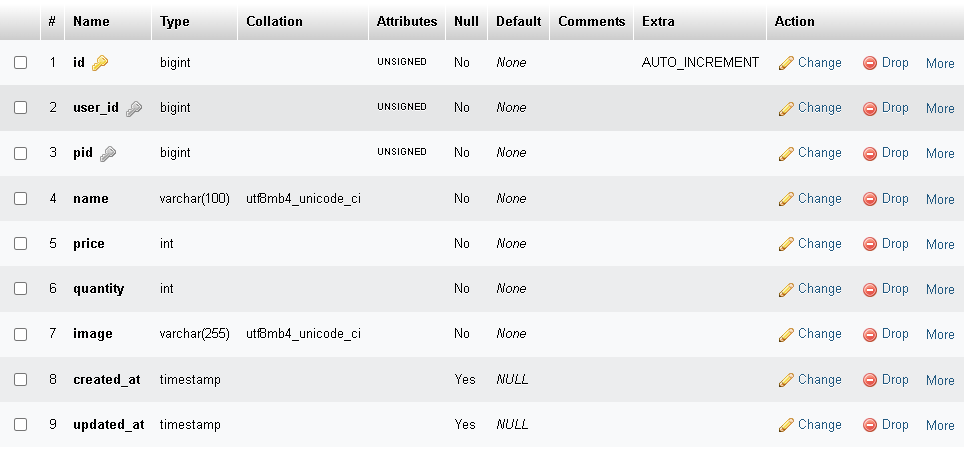 # Name Type Collation Attributes Null Default Comments Extra Action
1 id bigint UNSIGNED No None AUTO_INCREMENT Change Drop More
2 user_id bigint UNSIGNED No None Change Drop More
3 pid bigint UNSIGNED No None Change Drop More
4 name varchar(100) utf8mb4_unicode_ci No None Change Drop More
5 price int No None Change Drop More
6 quantity int No None Change Drop More
7 image varchar(255) utf8mb4_unicode_ci No None Change Drop More
8 created_at timestamp Yes NULL Change Drop More
9 updated_at timestamp Yes NULL Change Drop More